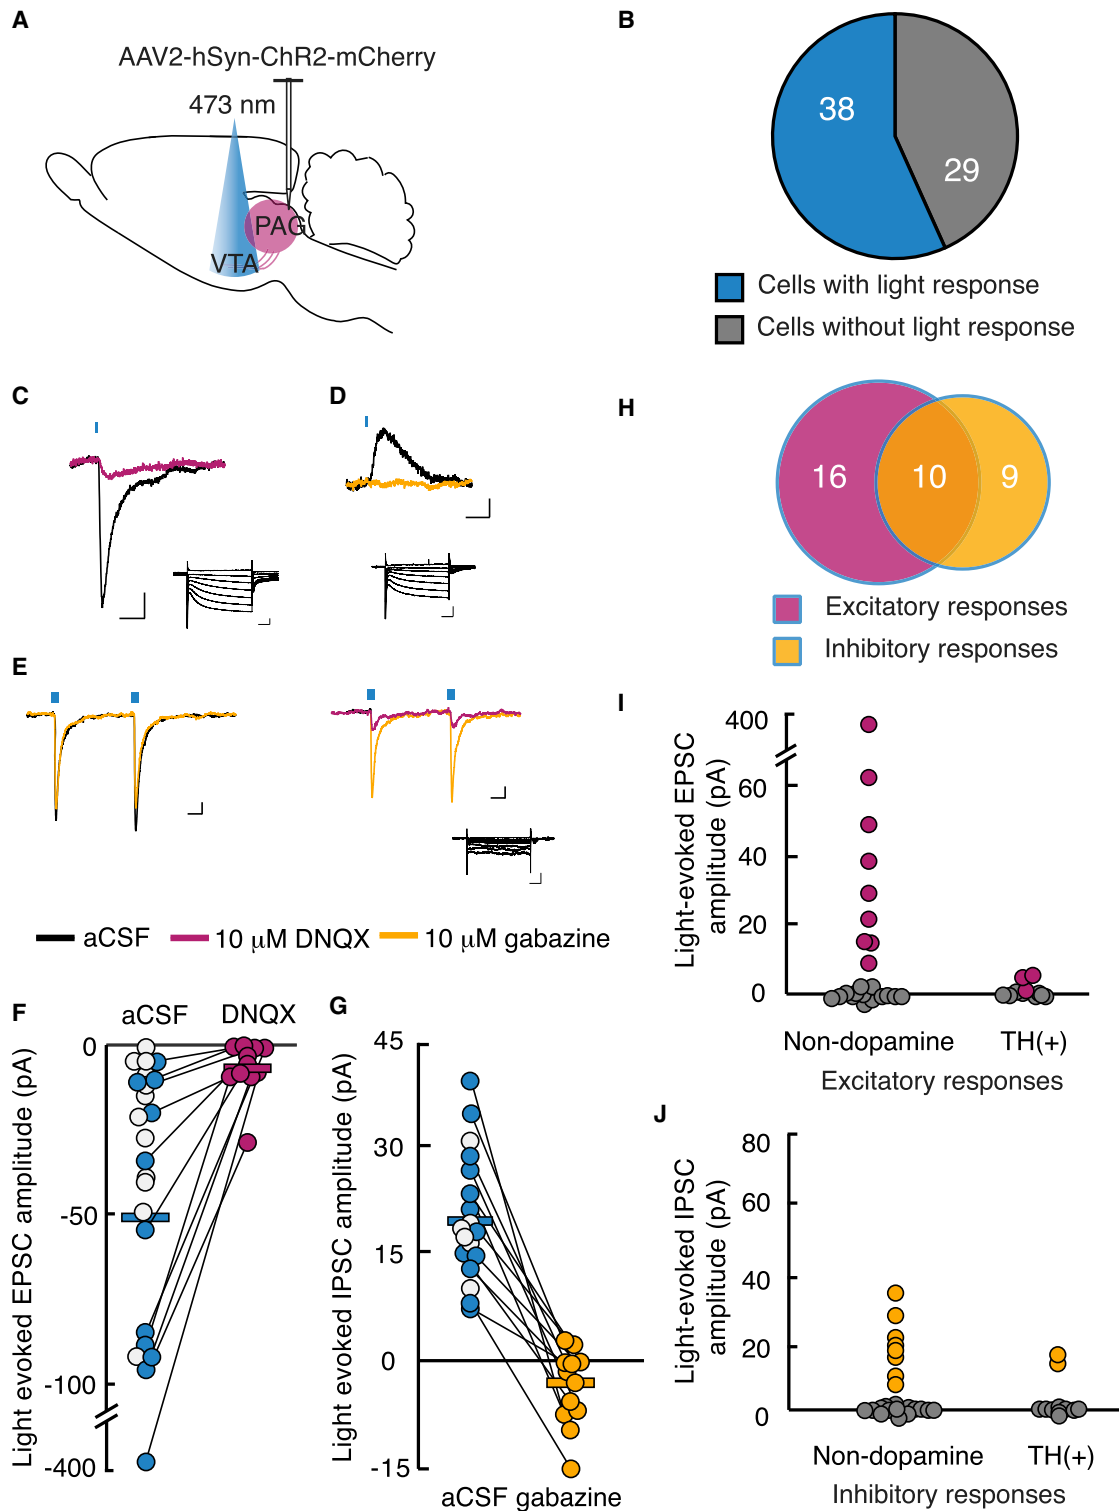 A
AAV2-hSyn-ChR2-mCherry
473 nm
PAG
VTA
B
38
29
Cells with light response
Cells without light response
C
D
E
aCSF
10 μM DNQX
10 μM gabazine
H
16
10
9
Excitatory responses
Inhibitory responses
F
aCSF
DNQX
Light evoked EPSC amplitude (pA)
0
-50
-100
-400
G
Light evoked IPSC amplitude (pA)
45
30
15
0
-15
aCSF gabazine
I
Light-evoked EPSC
amplitude (pA)
400
60
40
20
0
Non-dopamine
TH(+)
Excitatory responses
J
Light-evoked IPSC
amplitude (pA)
80
60
40
20
0
Non-dopamine
TH(+)
Inhibitory responses